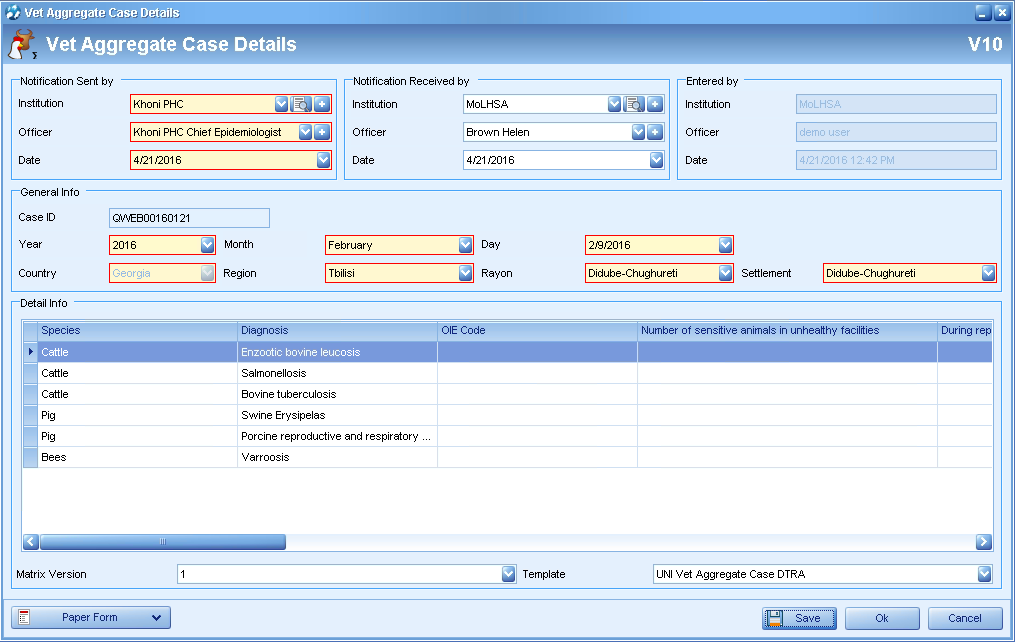 Vet Aggregate Case Details
Vet Aggregate Case Details V10
Notification Sent by
Institution Khoni PHC
Officer Khoni PHC Chief Epidemiologist
Date 4/21/2016
Notification Received by
Institution MoLHSA
Officer Brown Helen
Date 4/21/2016
Entered by
Institution MoLHSA
Officer demo user
Date 4/21/2016 12:42 PM
General Info
Case ID QWEB00160121
Year 2016 Month February Day 2/9/2016
Country Georgia Region Tbilisi Rayon Didube-Chughureti Settlement Didube-Chughureti
Detail Info
Species Diagnosis OIE Code Number of sensitive animals in unhealthy facilities During rep
Cattle Enzootic bovine leucosis
Cattle Salmonellosis
Cattle Bovine tuberculosis
Pig Swine Erysipelas
Pig Porcine reproductive and respiratory ...
Bees Varroosis
Matrix Version 1 Template UNI Vet Aggregate Case DTRA
Paper Form Save Ok Cancel